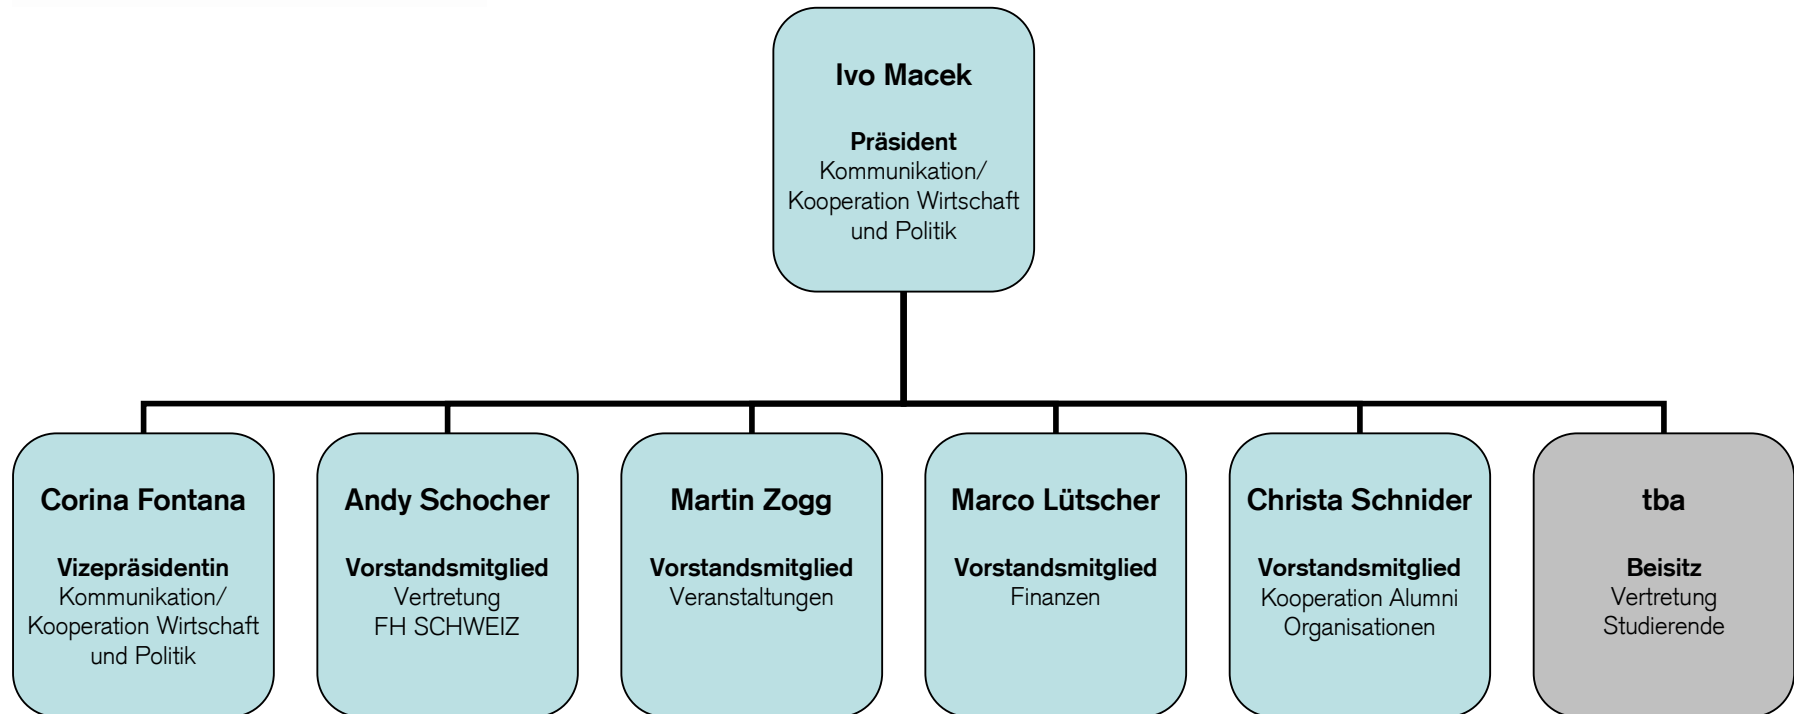 Ivo Macek
Präsident
Kommunikation/
Kooperation Wirtschaft
und Politik
Corina Fontana
Vizepräsidentin
Kommunikation/
Kooperation Wirtschaft
und Politik
Andy Schocher
Vorstandsmitglied
Vertretung
FH SCHWEIZ
Martin Zogg
Vorstandsmitglied
Veranstaltungen
Marco Lütscher
Vorstandsmitglied
Finanzen
Christa Schnider
Vorstandsmitglied
Kooperation Alumni
Organisationen
tba
Beisitz
Vertretung
Studierende